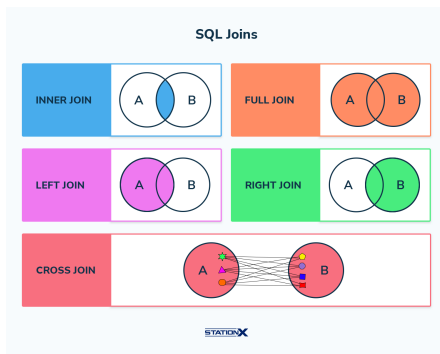 SQL Joins
INNER JOIN
A
B
FULL JOIN
A
B
LEFT JOIN
A
B
RIGHT JOIN
A
B
CROSS JOIN
A
B
STATIONX